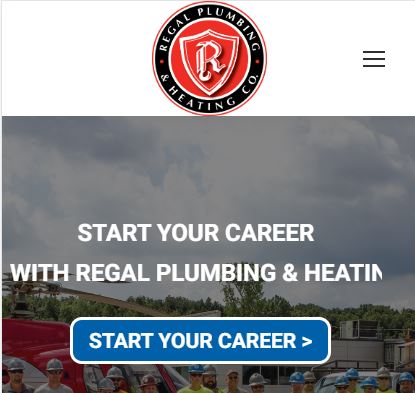 REGAL PLUMBING
R
& HEATING CO.
START YOUR CAREER
WITH REGAL PLUMBING & HEATIN
START YOUR CAREER >